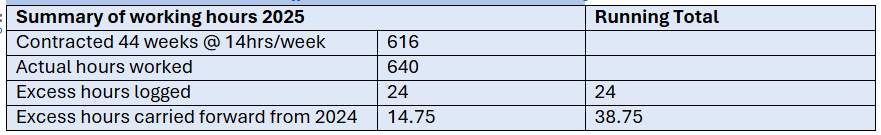 Summary of working hours 2025 Running Total
Contracted 44 weeks @ 14hrs/week 616
Actual hours worked 640
Excess hours logged 24 24
Excess hours carried forward from 2024 14.75 38.75